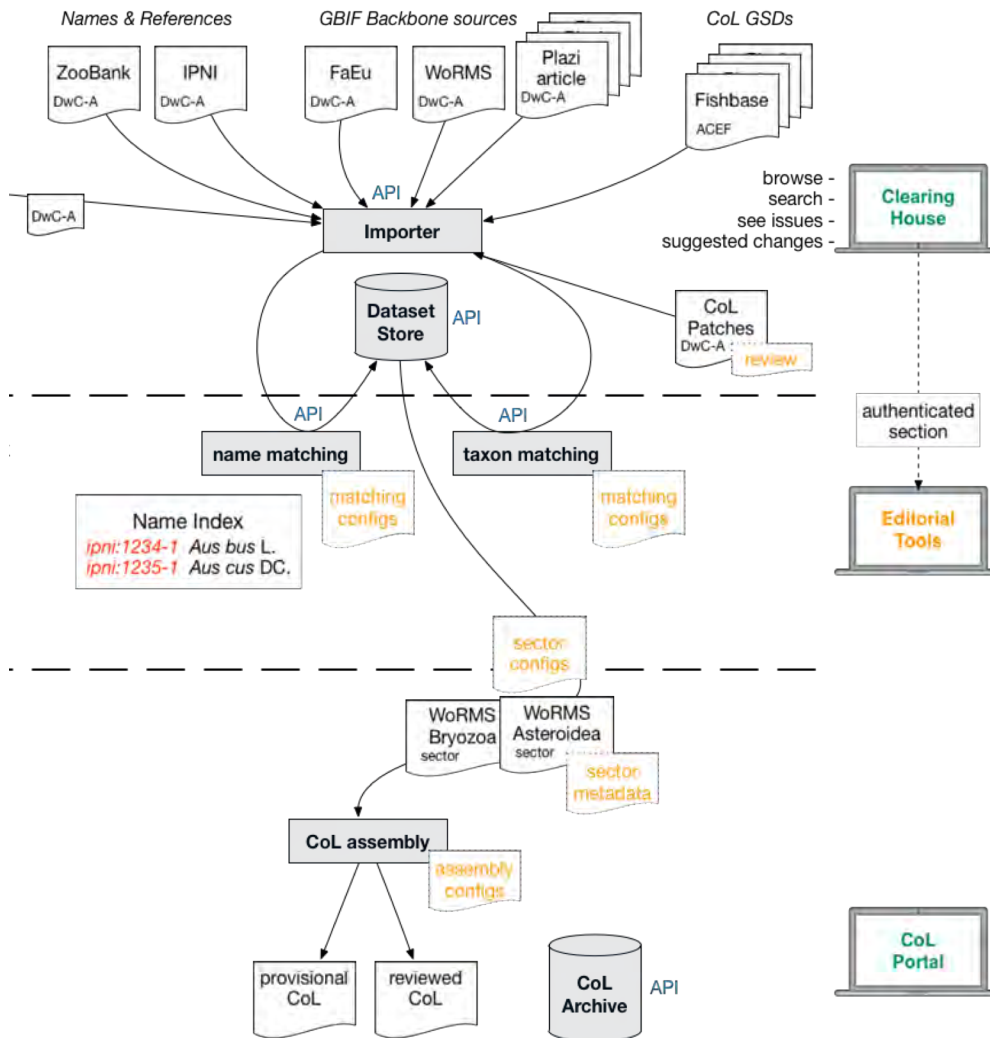 Names & References
GBIF Backbone sources
CoL GSDs
ZooBank
DwC-A
IPNI
DwC-A
FaEu
DwC-A
WoRMS
DwC-A
Plazi
article
DwC-A
Fishbase
ACEF
DwC-A
API
Importer
browse -
search -
see issues -
suggested changes -
Clearing
House
Dataset
Store
API
CoL
Patches
DwC-A
review
authenticated
section
API
name matching
matching
configs
API
taxon matching
matching
configs
Editorial
Tools
Name Index
ipni:1234-1 Aus bus L.
ipni:1235-1 Aus cus DC.
sector
configs
WoRMS
Bryozoa
sector
WoRMS
Asteroidea
sector
sector
metadata
CoL assembly
assembly
configs
provisional
CoL
reviewed
CoL
CoL
Archive
API
CoL
Portal